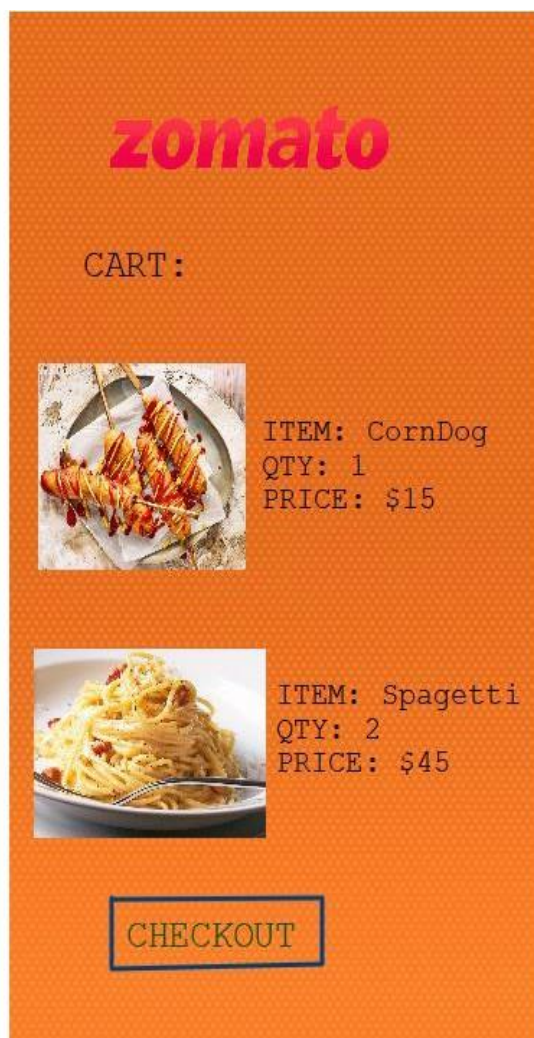 zomato
CART:
ITEM: CornDog
QTY: 1
PRICE: $15
ITEM: Spagetti
QTY: 2
PRICE: $45
CHECKOUT